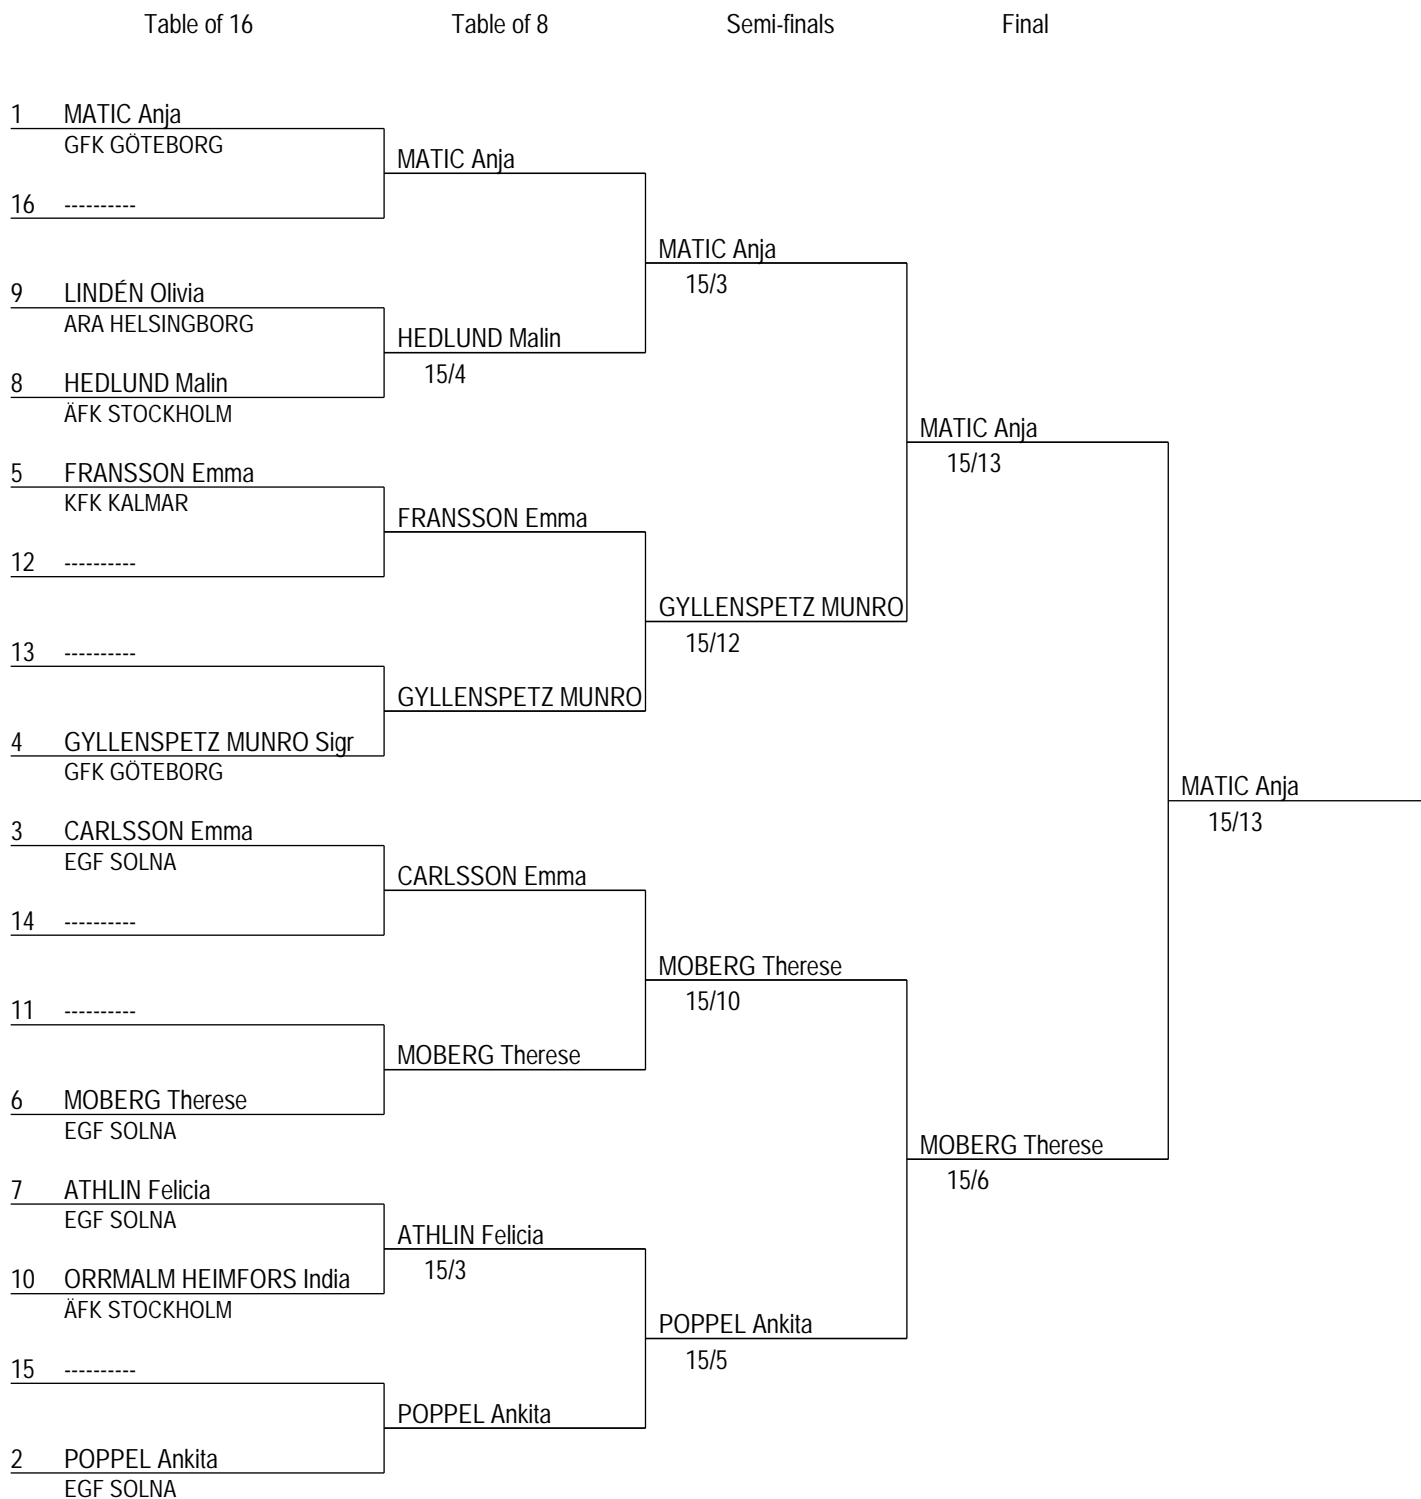 Table of 16 Table of 8 Semi-finals Final
1 MATIC Anja
GFK GÖTEBORG
MATIC Anja
16 ----------
MATIC Anja
15/3
9 LINDÉN Olivia
ARA HELSINGBORG
HEDLUND Malin
15/4
8 HEDLUND Malin
ÄFK STOCKHOLM
MATIC Anja
15/13
5 FRANSSON Emma
KFK KALMAR
FRANSSON Emma
12 ----------
GYLLENSPETZ MUNRO
15/12
13 ----------
GYLLENSPETZ MUNRO
4 GYLLENSPETZ MUNRO Sigr
GFK GÖTEBORG
MATIC Anja
15/13
3 CARLSSON Emma
EGF SOLNA
CARLSSON Emma
14 ----------
MOBERG Therese
15/10
11 ----------
MOBERG Therese
6 MOBERG Therese
EGF SOLNA
MOBERG Therese
15/6
7 ATHLIN Felicia
EGF SOLNA
ATHLIN Felicia
15/3
10 ORRMALM HEIMFORS India
ÄFK STOCKHOLM
POPPEL Ankita
15/5
15 ----------
POPPEL Ankita
2 POPPEL Ankita
EGF SOLNA